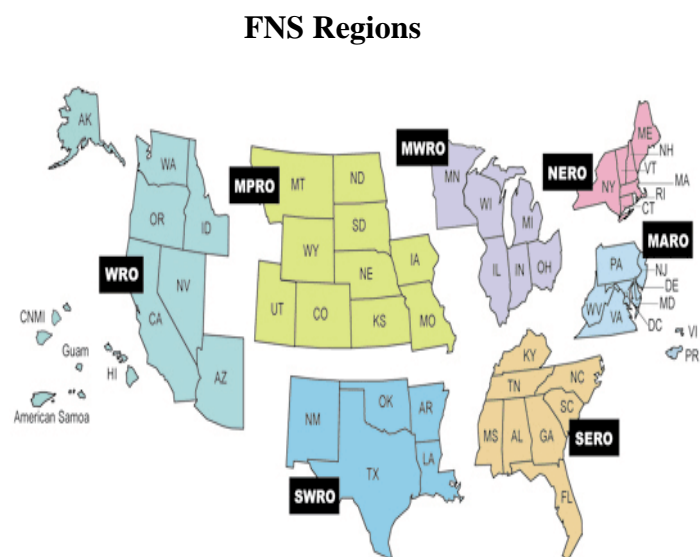 FNS Regions
AK
WA
OR
ID
WRO
NV
CA
AZ
CNMI
Guam
HI
American Samoa
MPRO
MT
ND
SD
WY
NE
IA
UT
CO
KS
MO
MWRO
MN
WI
MI
IL
IN
OH
NERO
ME
NH
VT
NY
MA
RI
CT
MARO
PA
NJ
DE
MD
WV
VA
DC
VI
PR
NM
OK
AR
TX
LA
SWRO
KY
TN
NC
SC
MS
AL
GA
SERO
FL